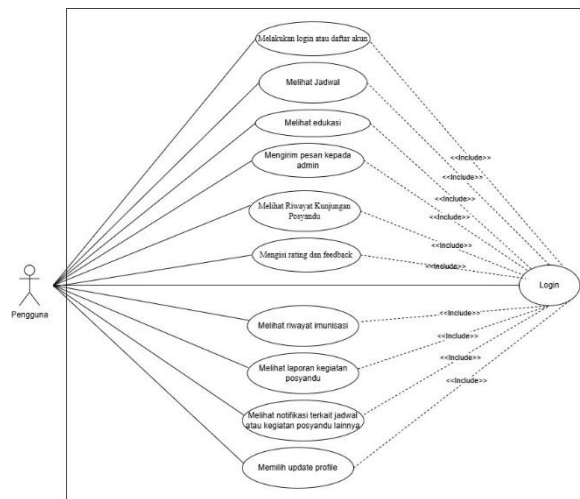 Melakukan login atau daftar akun
Melihat Jadwal
Melihat edukasi
Mengirim pesan kepada
admin
Melihat Riwayat Kunjungan
Posyandu
Mengisi rating dan feedback
Melihat riwayat imunisasi
Melihat laporan kegiatan
posyandu
Melihat notifikasi terkait jadwal
atau kegiatan posyandu lainnya
Memilih update profile
Pengguna
Login
<<Include>>
<<Include>>
<<Include>>
<<Include>>
<<Include>>
<<Include>>
<<Include>>
<<Include>>
<<Include>>
<<Include>>